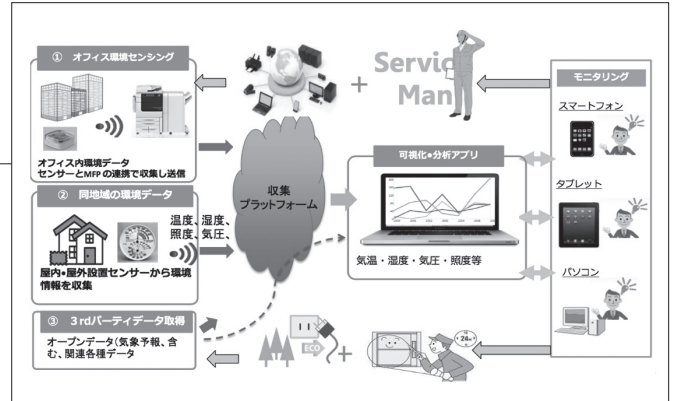 ① オフィス環境センシング
オフィス内環境データ
センサーとMFPの連携で収集し送信
② 同地域の環境データ
温度、湿度、
照度、気圧、
屋内・屋外設置センサーから環境
情報を収集
③ 3rdパーティデータ取得
オープンデータ(気象予報、含
む、関連各種データ
収集
プラットフォーム
+
Service
Man
可視化・分析アプリ
気温・湿度・気圧・照度等
ECO
+
24
モニタリング
スマートフォン
タブレット
パソコン